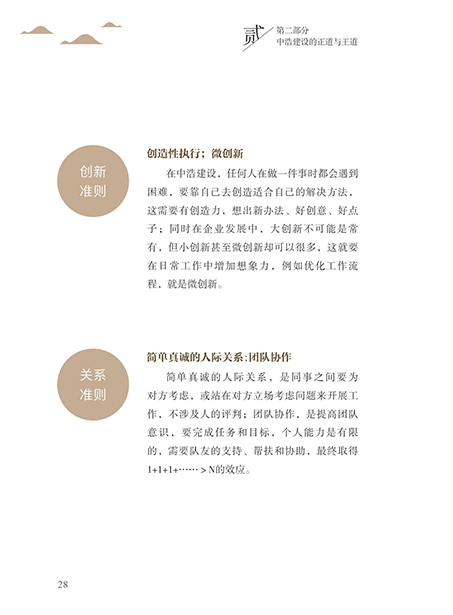 贰
第二部分
中浩建设的正道与王道
创新
准则
创造性执行；微创新
在中浩建设，任何人在做一件事时都会遇到
困难，要靠自己去创造适合自己的解决方法，
这需要有创造力，想出新办法、好创意、好点
子；同时在企业发展中，大创新不可能是常
有，但小创新甚至微创新却可以很多，这就要
在日常工作中增加想象力，例如优化工作流
程，就是微创新。
关系
准则
简单真诚的人际关系;团队协作
简单真诚的人际关系，是同事之间要为
对方考虑，或站在对方立场考虑问题来开展工
作，不涉及人的评判；团队协作，是提高团队
意识，要完成任务和目标，个人能力是有限
的，需要队友的支持、帮扶和协助，最终取得
1+1+1+……＞N的效应。
28